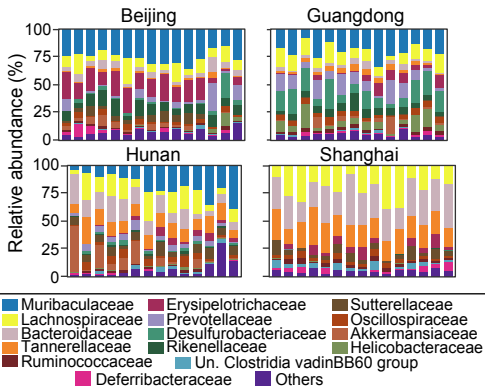 Beijing Guangdong
Relative abundance (%)
100
75
50
25
0
Hunan Shanghai
100
75
50
25
0
Muribaculaceae Erysipelotrichaceae Sutterellaceae
Lachnospiraceae Prevotellaceae Oscillospiraceae
Bacteroidaceae Desulfurobacteriaceae Akkermansiaceae
Tannerellaceae Rikenellaceae Helicobacteraceae
Ruminococcaceae Un. Clostridia vadinBB60 group
Deferribacteraceae Others